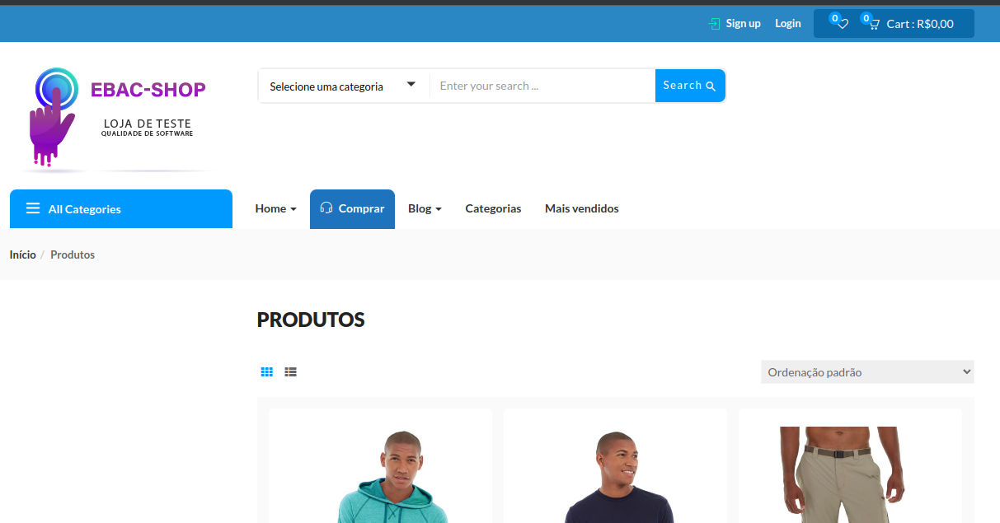 Sign up
Login
0
0
Cart : R$0,00
EBAC-SHOP
LOJA DE TESTE
QUALIDADE DE SOFTWARE
Selecione uma categoria
Enter your search ...
Search
All Categories
Home
Comprar
Blog
Categorias
Mais vendidos
Início / Produtos
PRODUTOS
Ordenação padrão